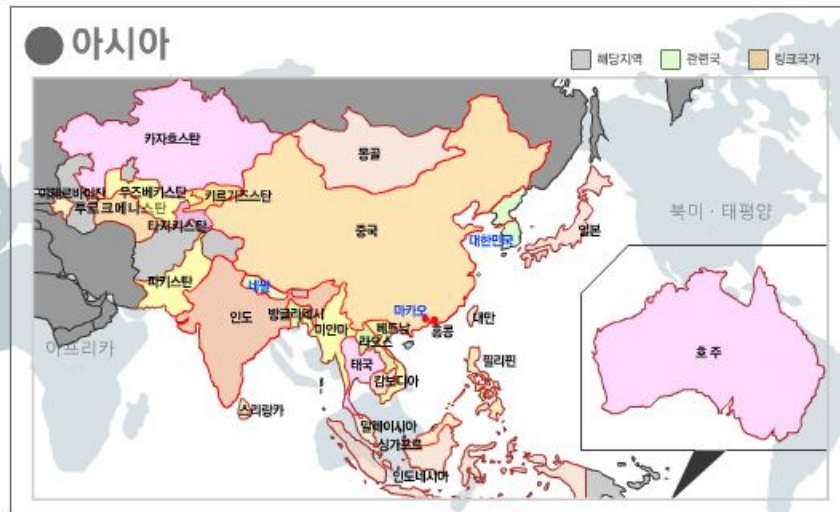 아시아
해당지역
관련국
링크국가
카자흐스탄
몽골
아제르바이잔
우즈베키스탄
키르기즈스탄
투르크메니스탄
타지키스탄
중국
대한민국
일본
북미 · 태평양
파키스탄
네팔
인도
방글라데시
미얀마
마카오
홍콩
대만
베트남
라오스
태국
캄보디아
필리핀
아프리카
스리랑카
말레이시아
싱가포르
인도네시아
호주